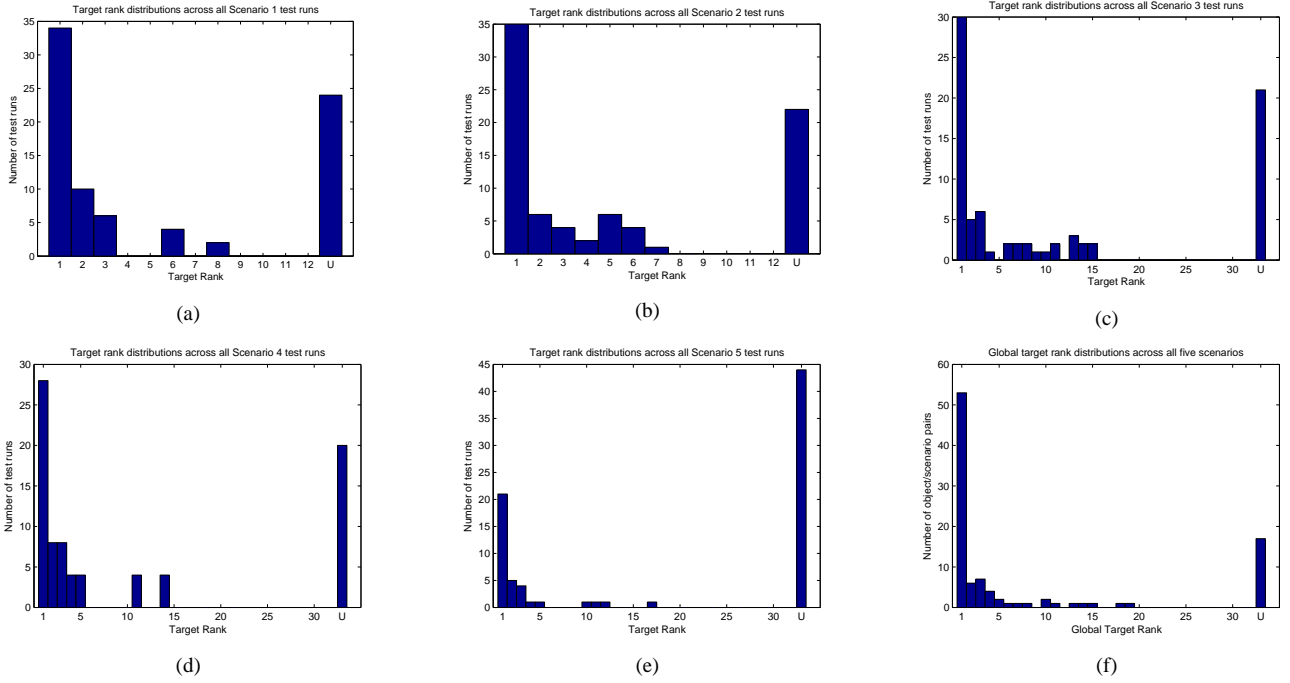 Target rank distributions across all Scenario 1 test runs
35
30
25
20
15
10
5
0
Number of test runs
1 2 3 4 5 6 7 8 9 10 11 12 U
Target Rank
(a)
Target rank distributions across all Scenario 2 test runs
35
30
25
20
15
10
5
0
Number of test runs
1 2 3 4 5 6 7 8 9 10 11 12 U
Target Rank
(b)
Target rank distributions across all Scenario 3 test runs
30
25
20
15
10
5
0
Number of test runs
1 5 10 15 20 25 30 U
Target Rank
(c)
Target rank distributions across all Scenario 4 test runs
30
25
20
15
10
5
0
Number of test runs
1 5 10 15 20 25 30 U
Target Rank
(d)
Target rank distributions across all Scenario 5 test runs
45
40
35
30
25
20
15
10
5
0
Number of test runs
1 5 10 15 20 25 30 U
Target Rank
(e)
Global target rank distributions across all five scenarios
60
50
40
30
20
10
0
Number of object/scenario pairs
1 5 10 15 20 25 30 U
Global Target Rank
(f)